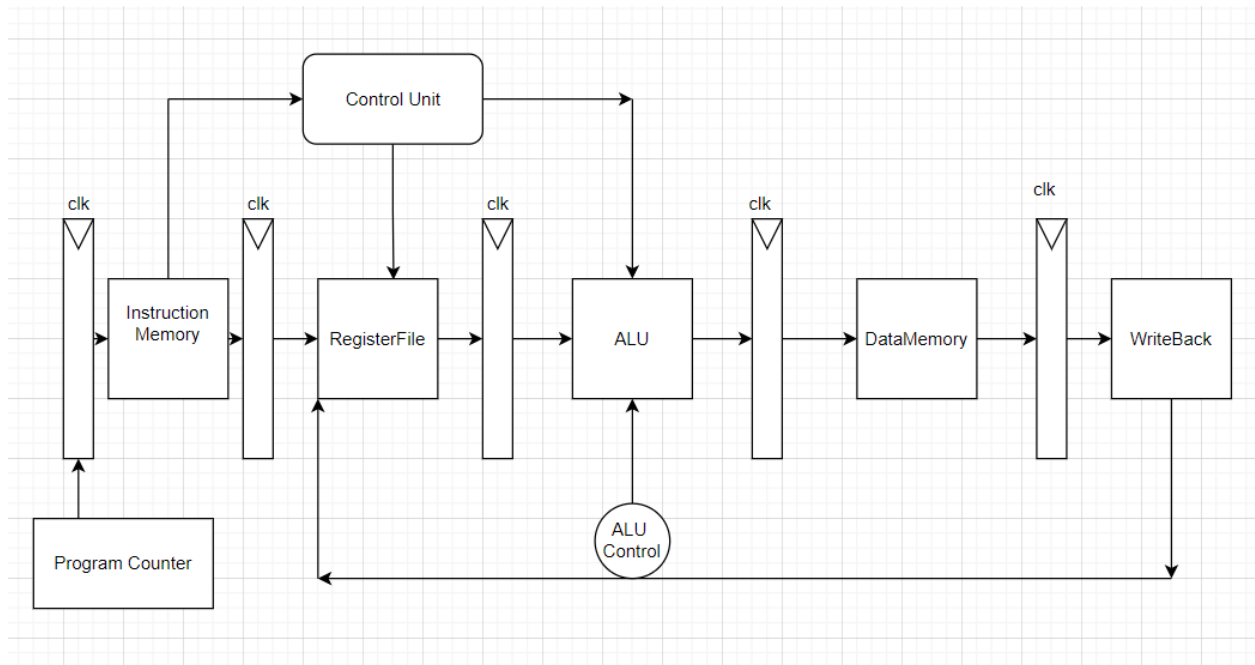 Control Unit
clk
clk
clk
clk
clk
Instruction
Memory
RegisterFile
ALU
DataMemory
WriteBack
ALU
Control
Program Counter